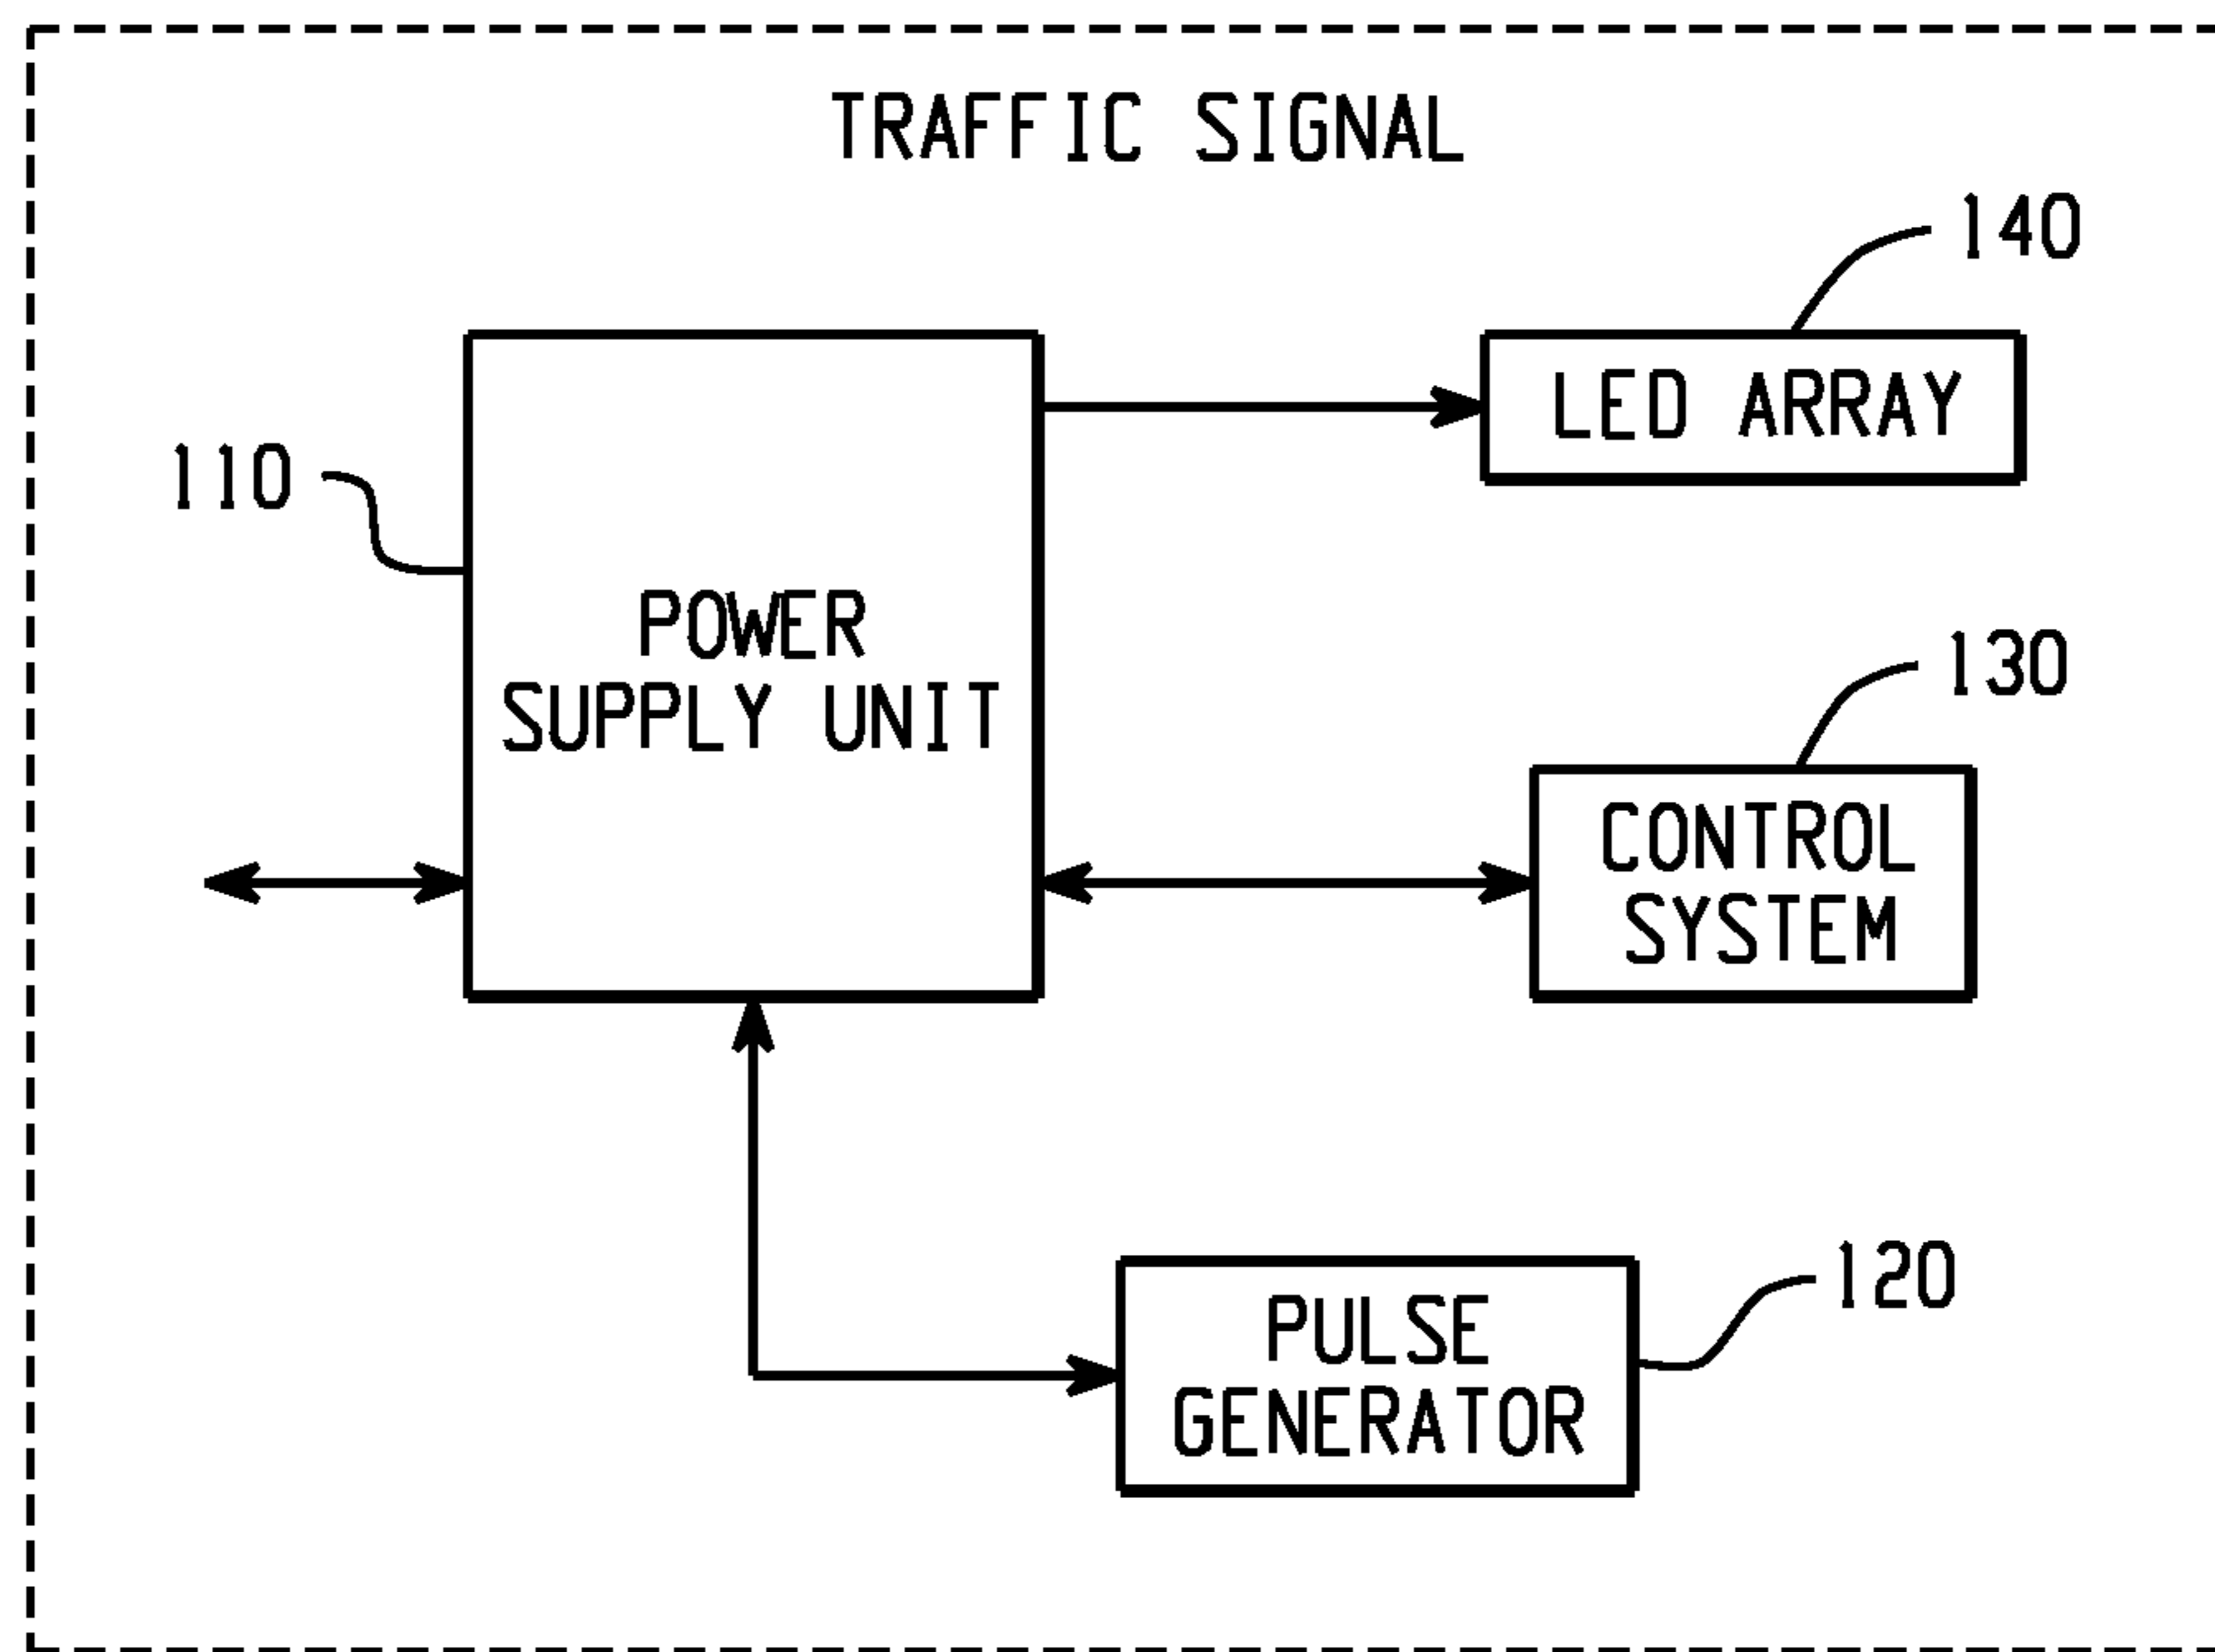 TRAFFIC SIGNAL
140
LED ARRAY
110
POWER
SUPPLY UNIT
130
CONTROL
SYSTEM
120
PULSE
GENERATOR